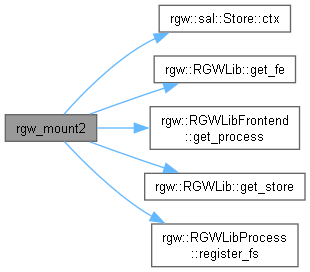 rgw_mount2
rgw::sal::Store::ctx
rgw::RGWLib::get_fe
rgw::RGWLibFrontend
::get_process
rgw::RGWLib::get_store
rgw::RGWLibProcess
::register_fs